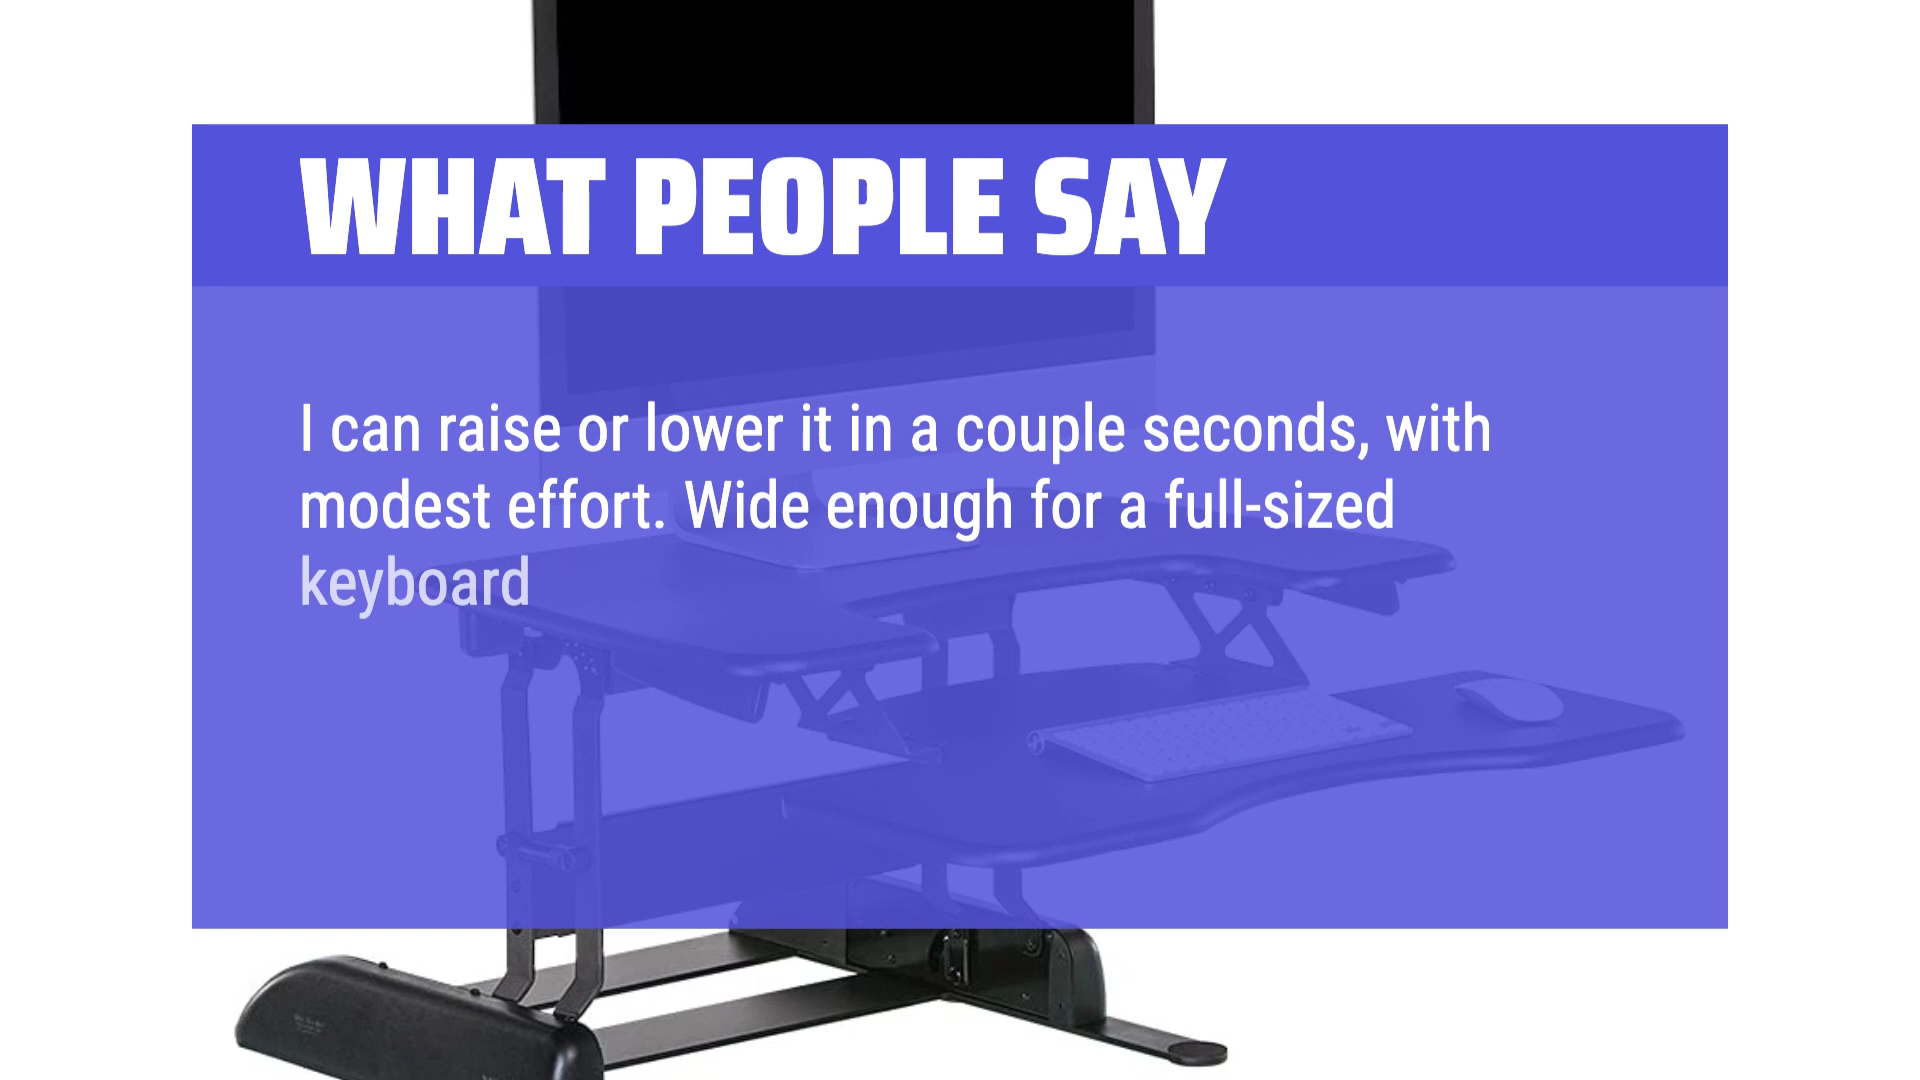 WHAT PEOPLE SAY
I can raise or lower it in a couple seconds, with
modest effort. Wide enough for a full-sized
keyboard